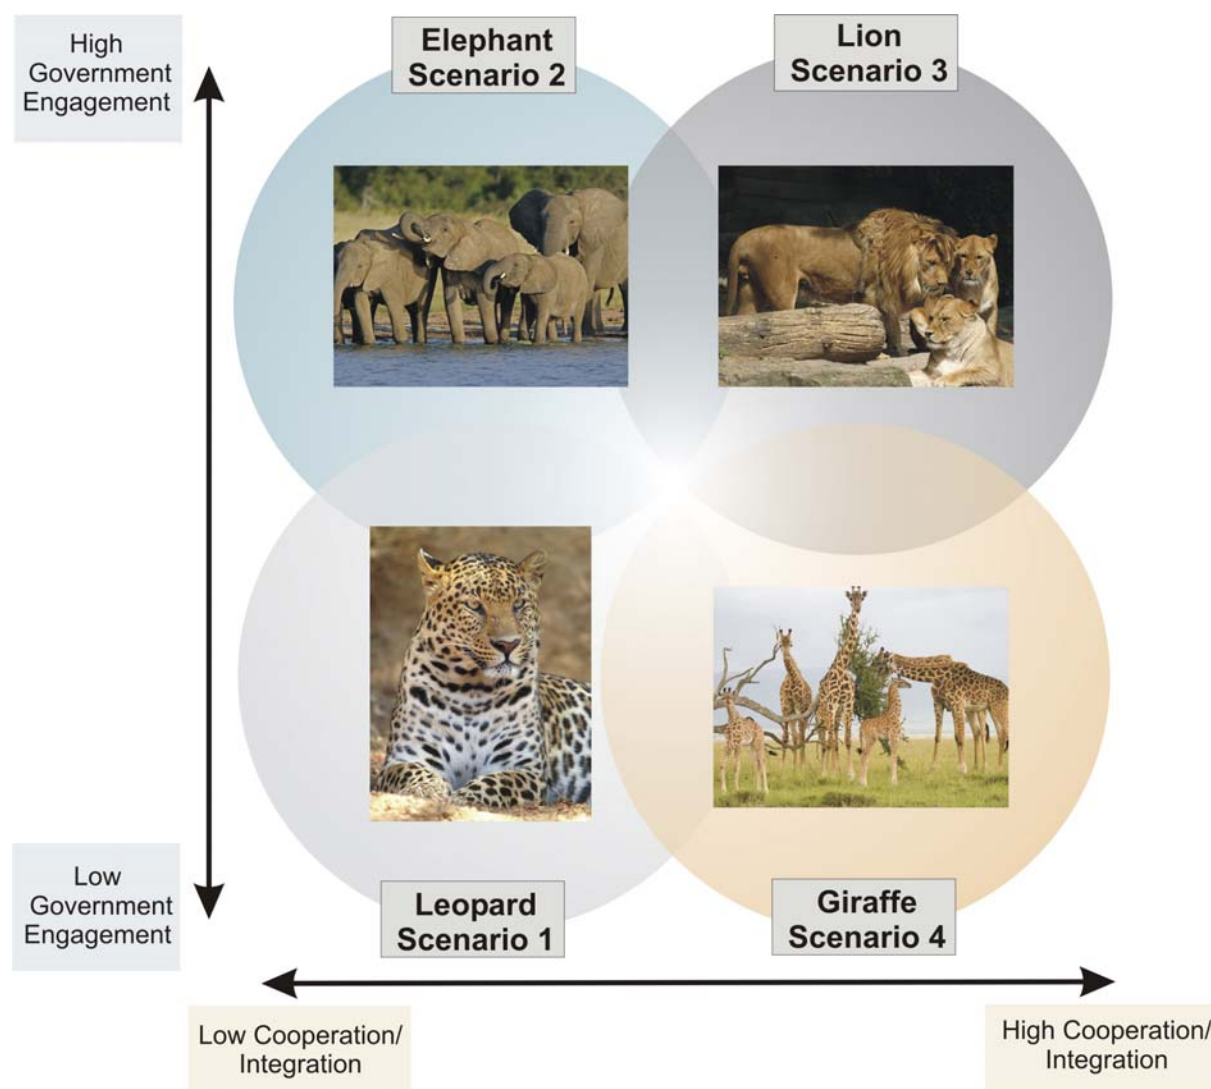 High
Government
Engagement
Elephant
Scenario 2
Lion
Scenario 3
Low
Government
Engagement
Leopard
Scenario 1
Giraffe
Scenario 4
Low Cooperation/
Integration
High Cooperation/
Integration